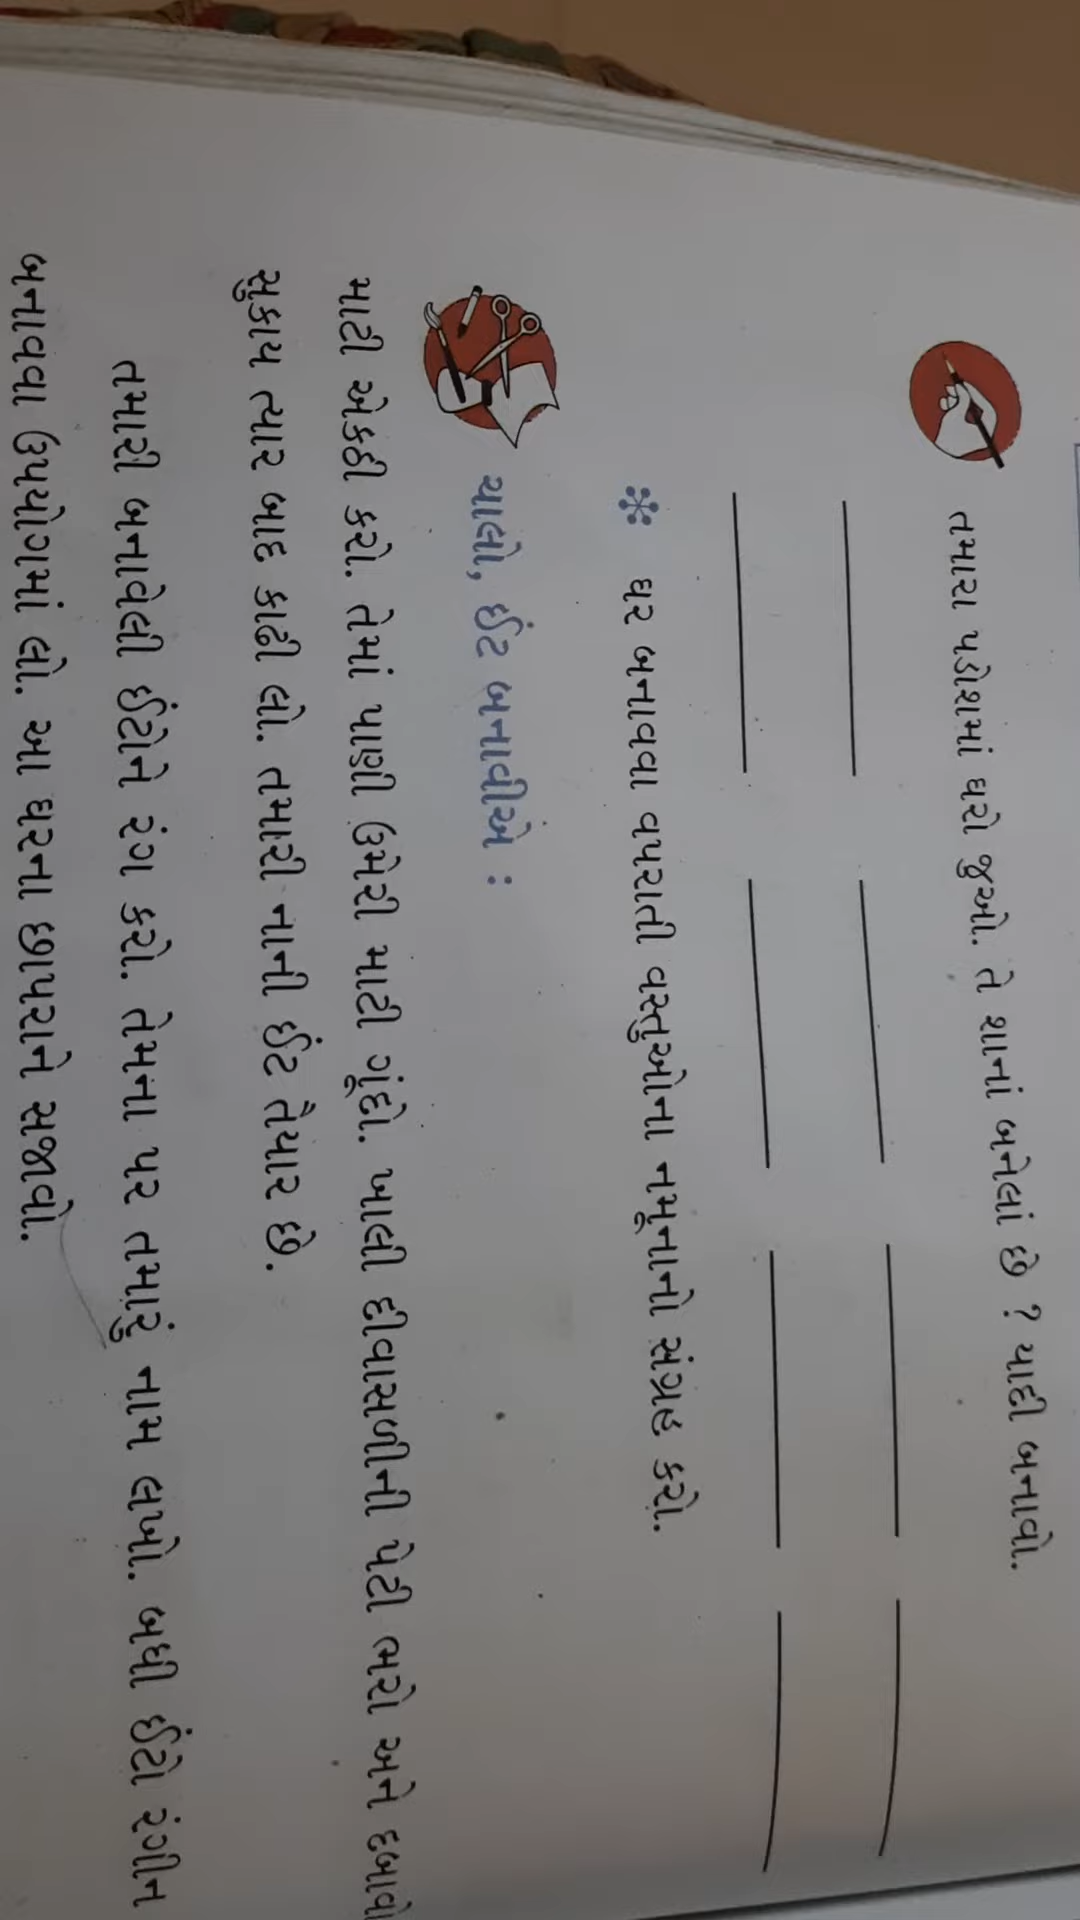 તમારા પડોશમાં ઘરો જુઓ. તે શાનાં બનેલાં છે ? યાદી બનાવો.
❇ ઘર બનાવવા વપરાતી વસ્તુઓના નમૂનાનો સંગ્રહ કરો.
ચાલો, ઈંટ બનાવીએ :
માટી એકઠી કરો. તેમાં પાણી ઉમેરી માટી ગૂંદો. ખાલી દીવાસળીની પેટી ભરો અને દબાવો
સુકાય ત્યાર બાદ કાઢી લો. તમારી નાની ઈંટ તૈયાર છે.
તમારી બનાવેલી ઈંટોને રંગ કરો. તેમના પર તમારું નામ લખો. બધી ઈંટો રંગીન
બનાવવા ઉપયોગમાં લો. આ ઘરના છાપરાને સજાવો.